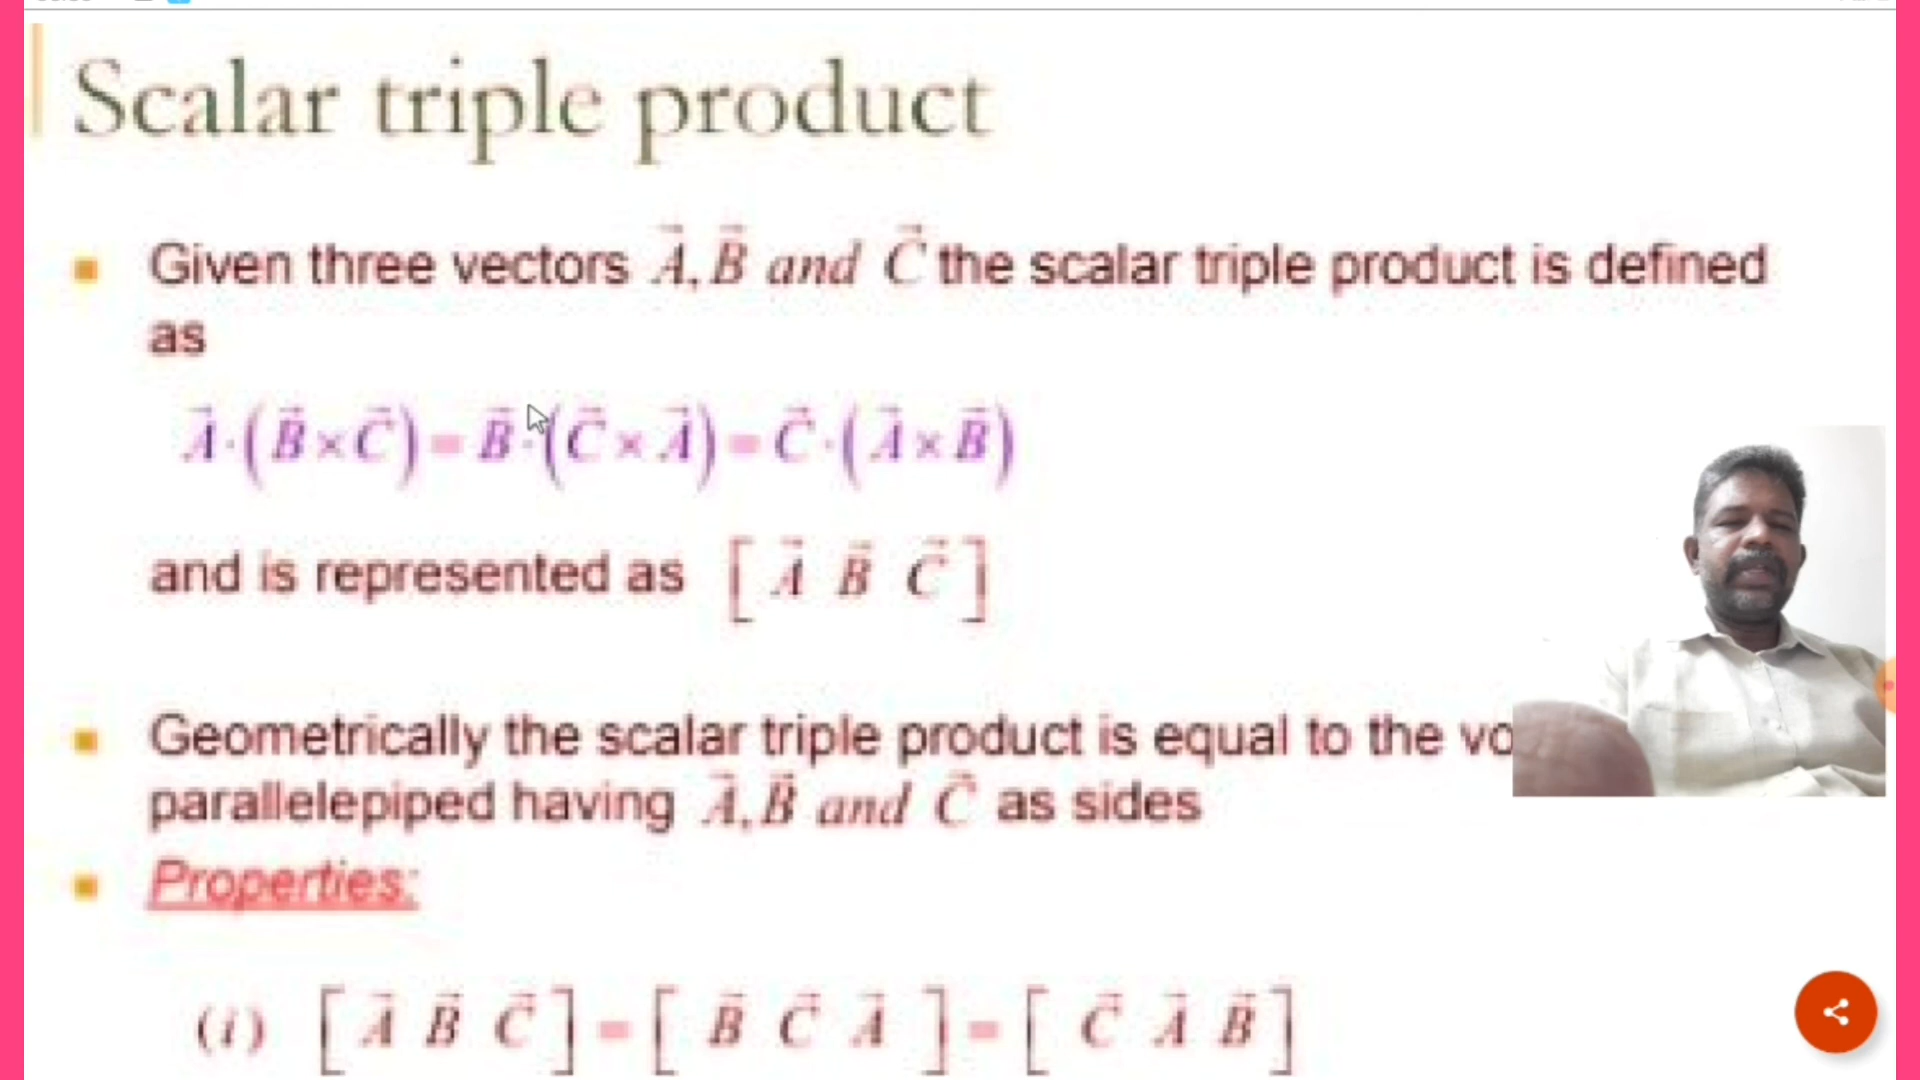 Scalar triple product
Given three vectors A⃗, B⃗ and C⃗ the scalar triple product is defined
as
A⃗·(B⃗×C⃗) = B⃗·(C⃗×A⃗) = C⃗·(A⃗×B⃗)
and is represented as [ A⃗ B⃗ C⃗ ]
Geometrically the scalar triple product is equal to the
parallelepiped having A⃗, B⃗ and C⃗ as sides
Properties:
(i) [ A⃗ B⃗ C⃗ ] = [ B⃗ C⃗ A⃗ ] = [ C⃗ A⃗ B⃗ ]